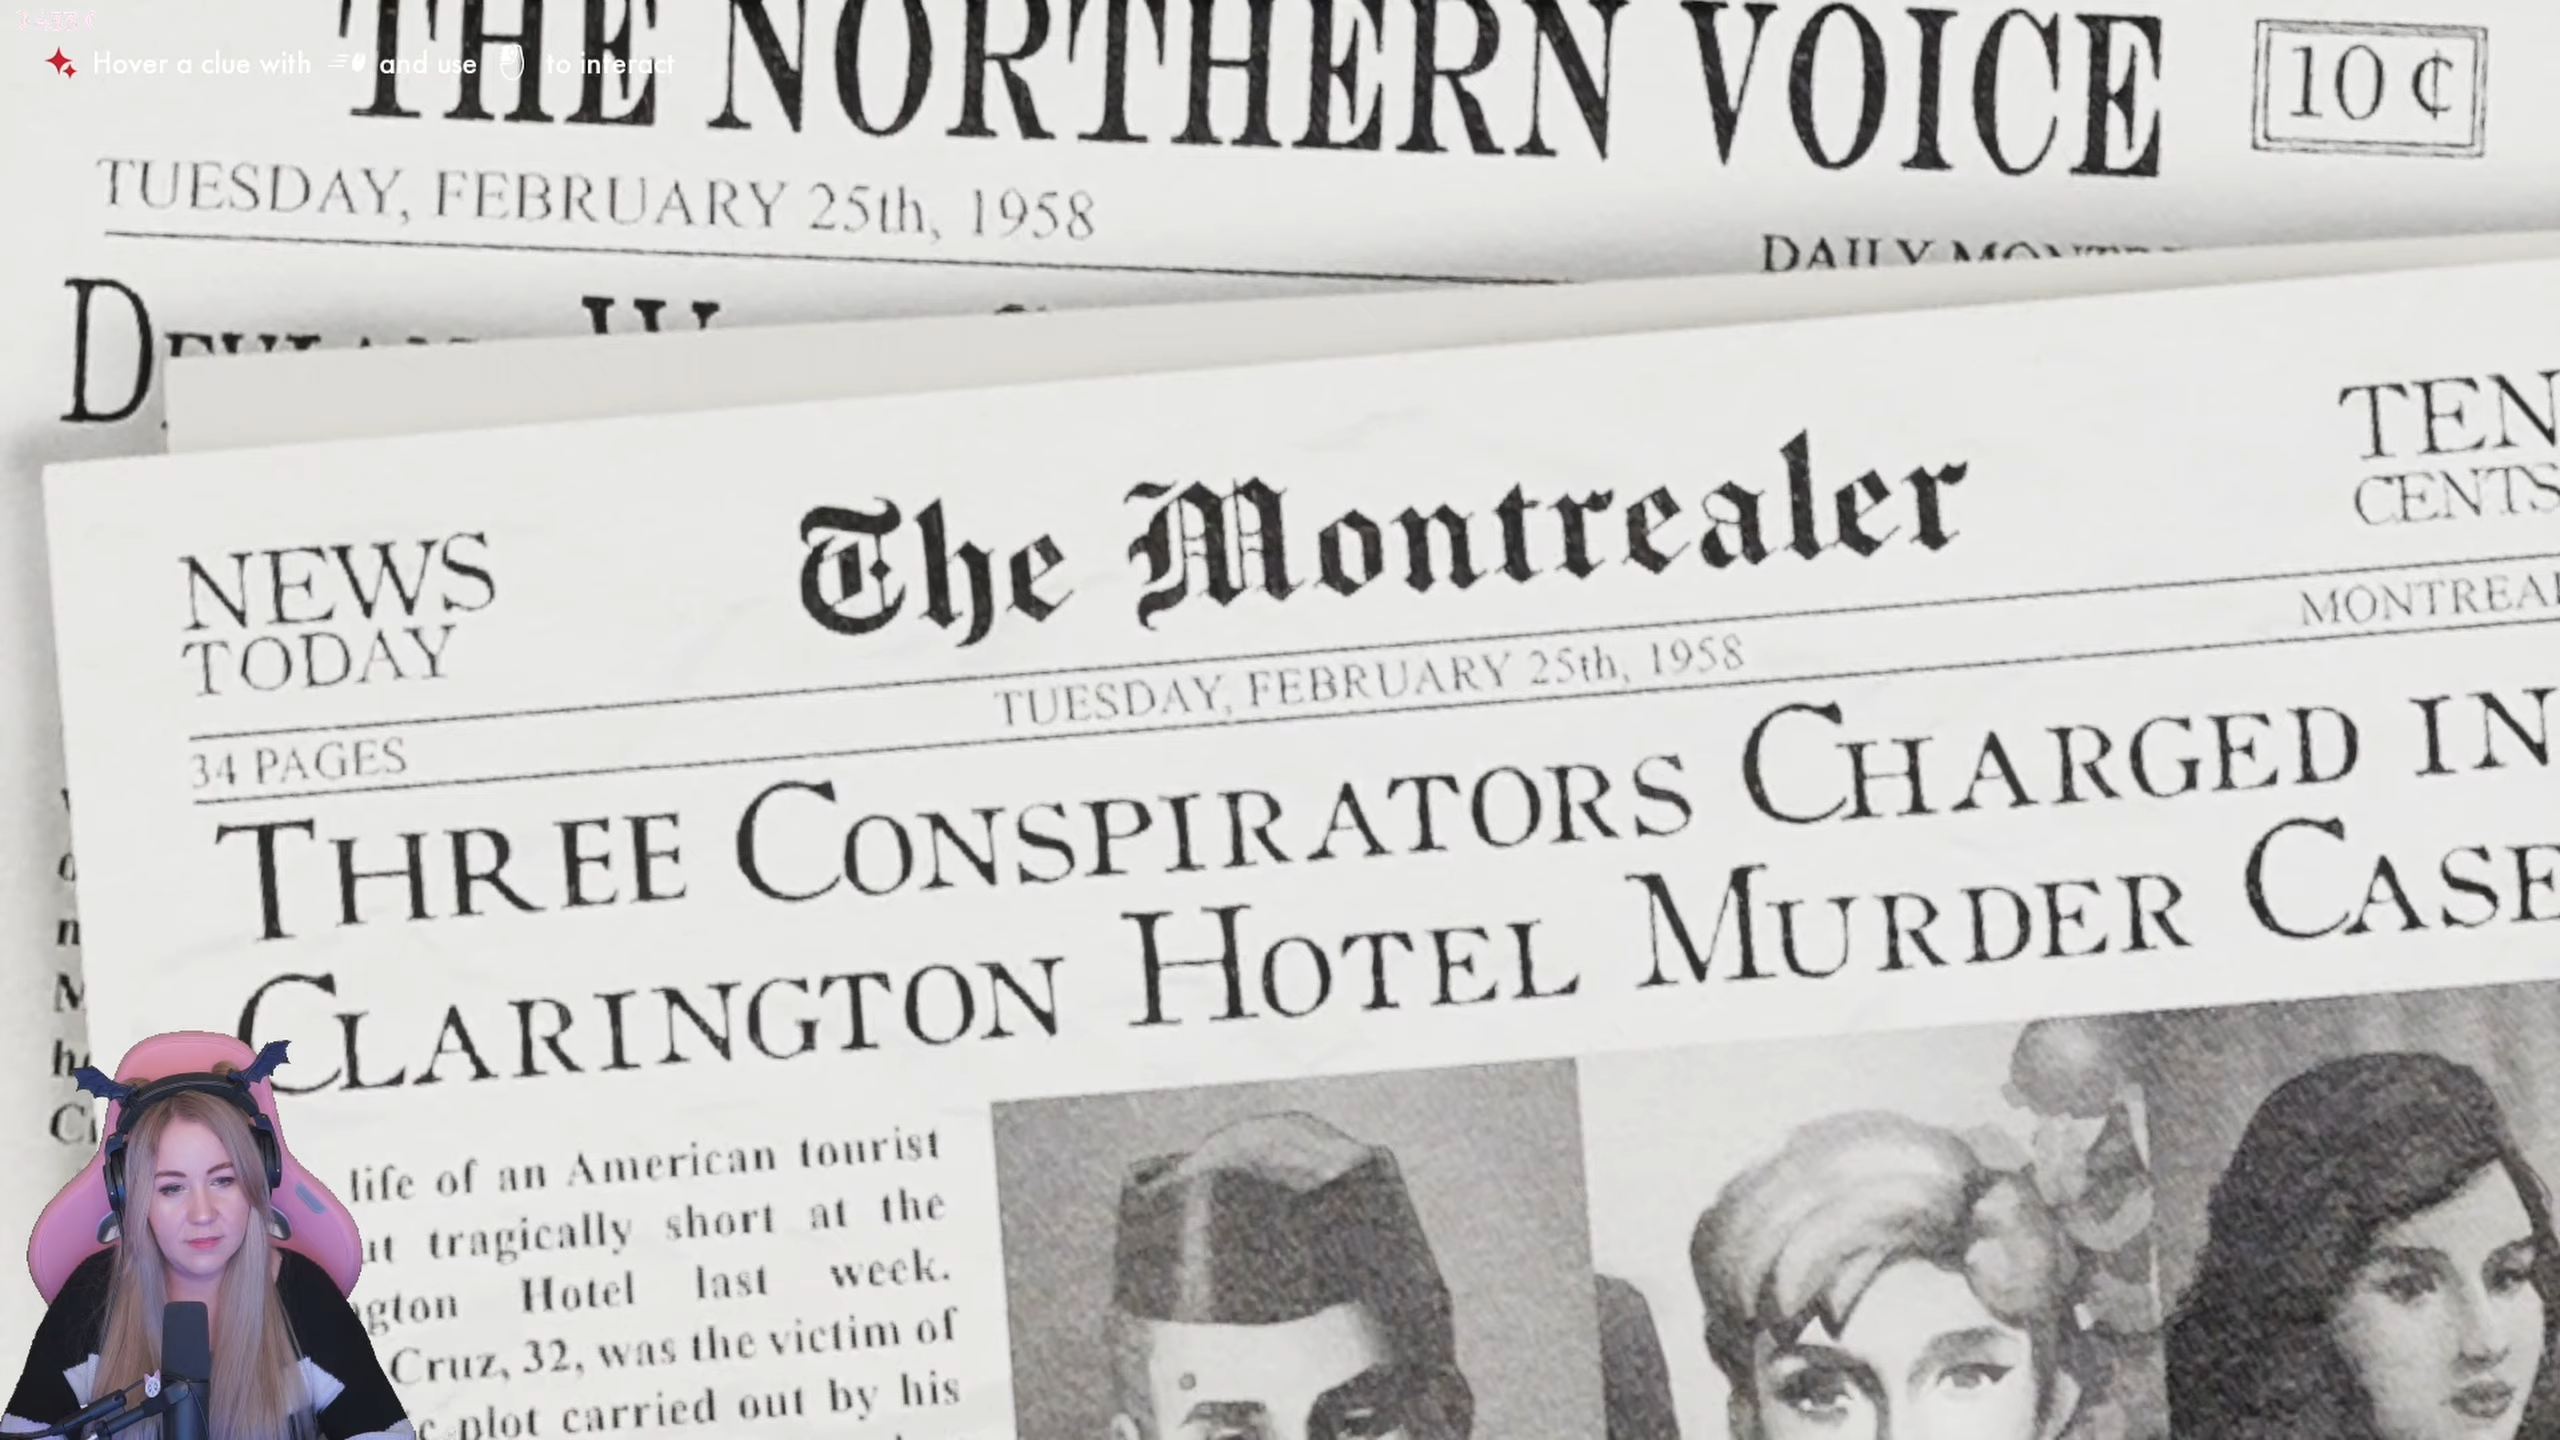 Hover a clue with and use to interact
THE NORTHERN VOICE
10 ¢
TUESDAY, FEBRUARY 25th, 1958
DAILY
NEWS
TODAY
The Montrealer
TEN
CENTS
MONTREAL
34 PAGES
TUESDAY, FEBRUARY 25th, 1958
THREE CONSPIRATORS CHARGED IN
CLARINGTON HOTEL MURDER CASE
life of an American tourist
tragically short at the
Hotel last week.
Cruz, 32, was the victim of
plot carried out by his